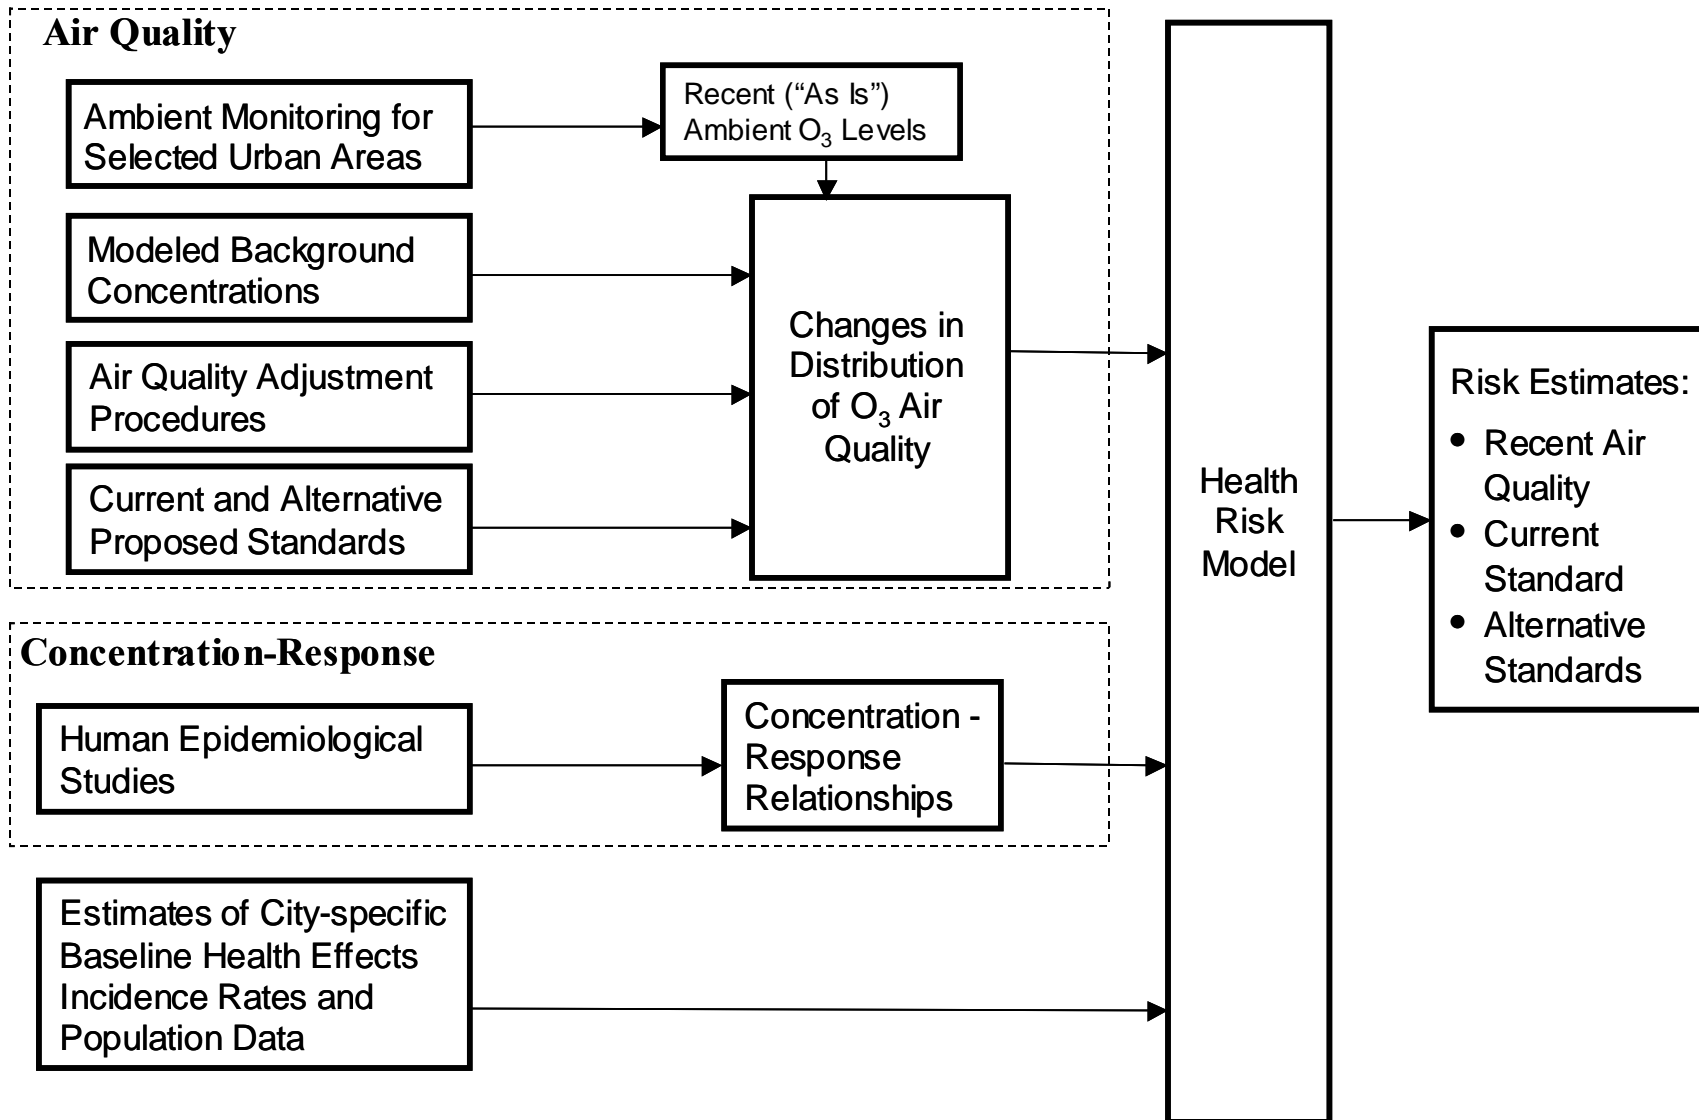 Air Quality
Ambient Monitoring for
Selected Urban Areas
Recent (“As Is”)
Ambient O₃ Levels
Modeled Background
Concentrations
Air Quality Adjustment
Procedures
Current and Alternative
Proposed Standards
Changes in
Distribution
of O₃ Air
Quality
Concentration-Response
Human Epidemiological
Studies
Concentration -
Response
Relationships
Estimates of City-specific
Baseline Health Effects
Incidence Rates and
Population Data
Health
Risk
Model
Risk Estimates:
• Recent Air
Quality
• Current
Standard
• Alternative
Standards